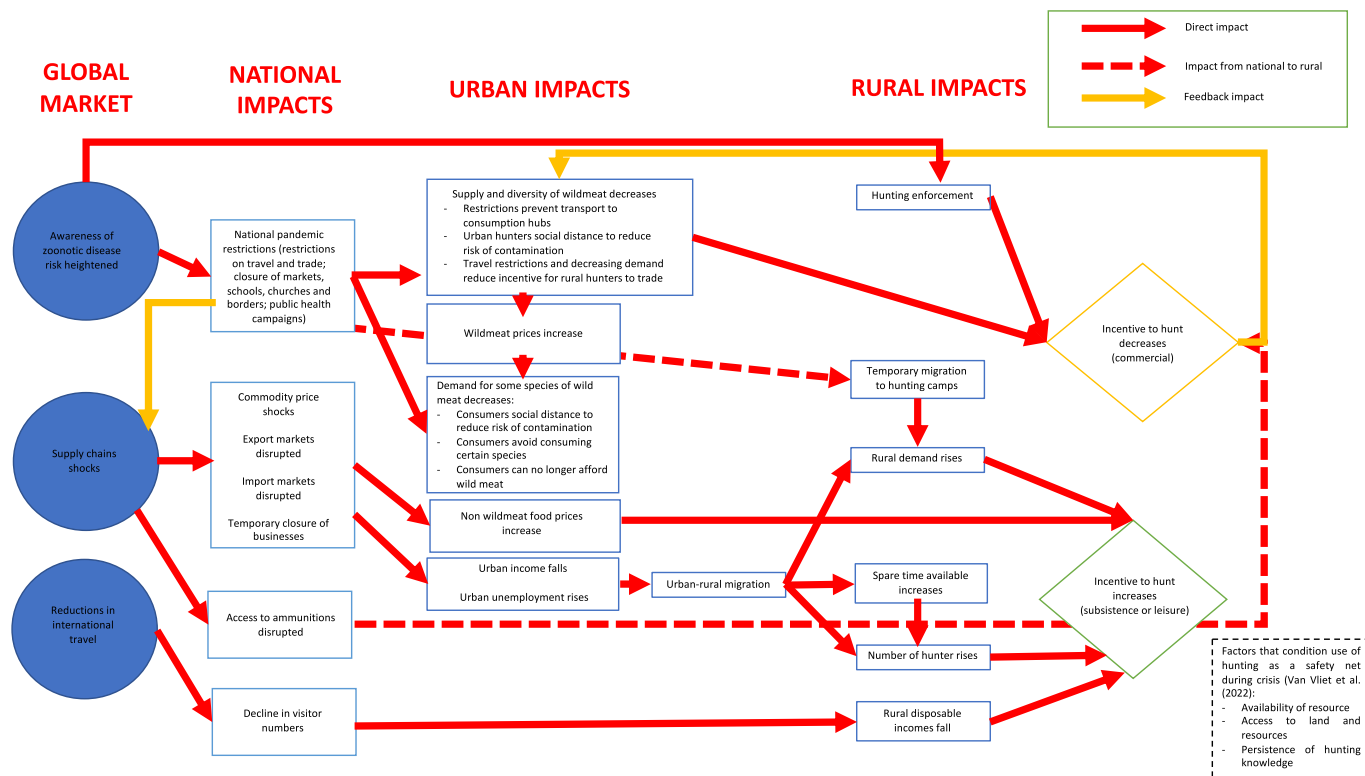 Direct impact
Impact from national to rural
Feedback impact
GLOBAL
MARKET
NATIONAL
IMPACTS
URBAN IMPACTS
RURAL IMPACTS
Awareness of
zoonotic disease
risk heightened
Supply chains
shocks
Reductions in
international
travel
National pandemic
restrictions (restrictions
on travel and trade;
closure of markets,
schools, churches and
borders; public health
campaigns)
Commodity price
shocks
Export markets
disrupted
Import markets
disrupted
Temporary closure of
businesses
Access to ammunitions
disrupted
Decline in visitor
numbers
Supply and diversity of wildmeat decreases
- Restrictions prevent transport to
consumption hubs
- Urban hunters social distance to reduce
risk of contamination
- Travel restrictions and decreasing demand
reduce incentive for rural hunters to trade
Wildmeat prices increase
Demand for some species of wild
meat decreases:
- Consumers social distance to
reduce risk of contamination
- Consumers avoid consuming
certain species
- Consumers can no longer afford
wild meat
Non wildmeat food prices
increase
Urban income falls
Urban unemployment rises
Urban-rural migration
Hunting enforcement
Temporary migration
to hunting camps
Rural demand rises
Spare time available
increases
Number of hunter rises
Rural disposable
incomes fall
Incentive to hunt
decreases
(commercial)
Incentive to hunt
increases
(subsistence or leisure)
Factors that condition use of
hunting as a safety net
during crisis (Van Vliet et al.
(2022):
- Availability of resource
- Access to land and
resources
- Persistence of hunting
knowledge